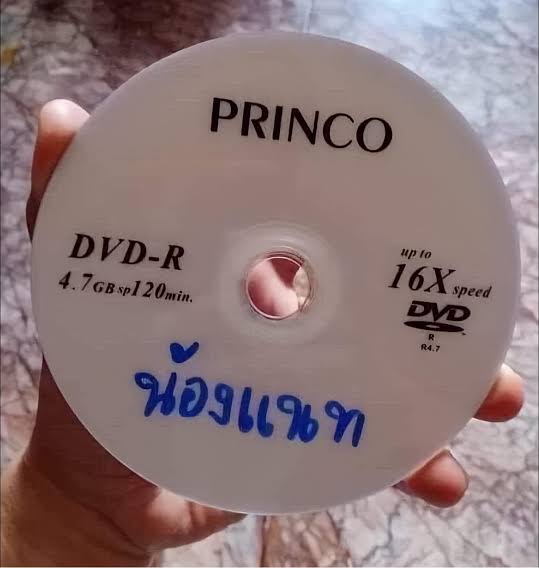 PRINCO
DVD-R
4.7GB sp120min.
up to
16X speed
DVD
R
R4.7
น้องแนท